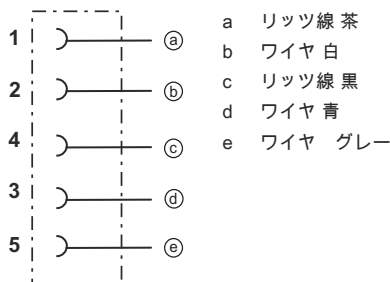 1 ⓐ
2 ⓑ
4 ⓒ
3 ⓓ
5 ⓔ
a リッツ線 茶
b ワイヤ 白
c リッツ線 黒
d ワイヤ 青
e ワイヤ　グレー